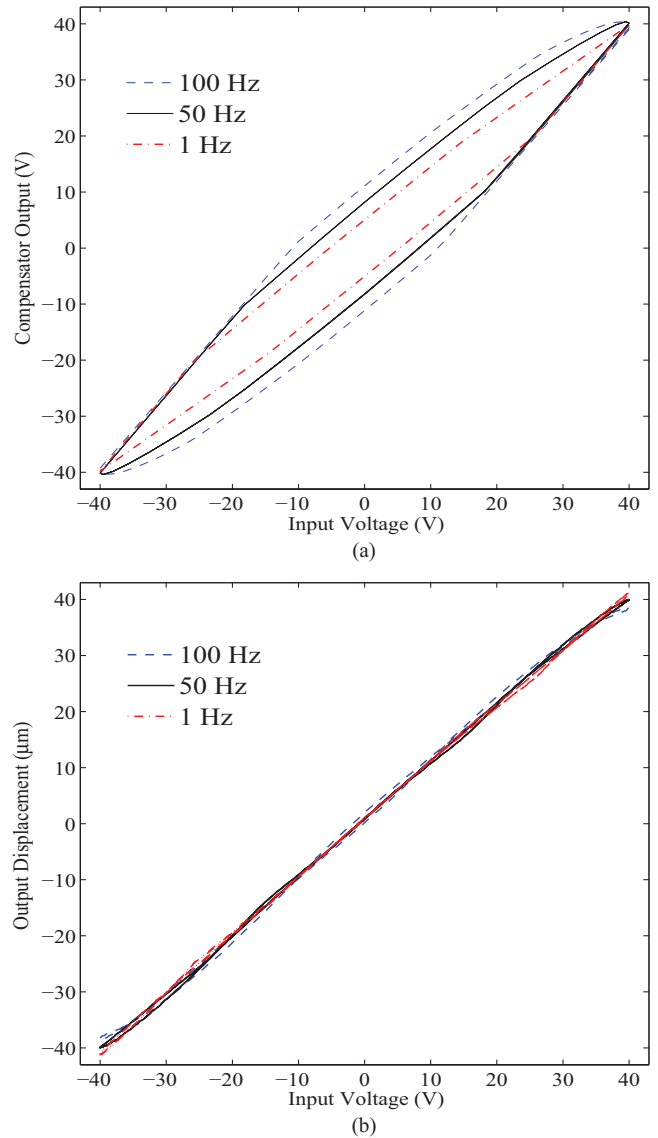 40
30
20
10
0
−10
−20
−30
−40
Compensator Output (V)
100 Hz
50 Hz
1 Hz
−40 −30 −20 −10 0 10 20 30 40
Input Voltage (V)
(a)
40
30
20
10
0
−10
−20
−30
−40
Output Displacement (μm)
100 Hz
50 Hz
1 Hz
−40 −30 −20 −10 0 10 20 30 40
Input Voltage (V)
(b)